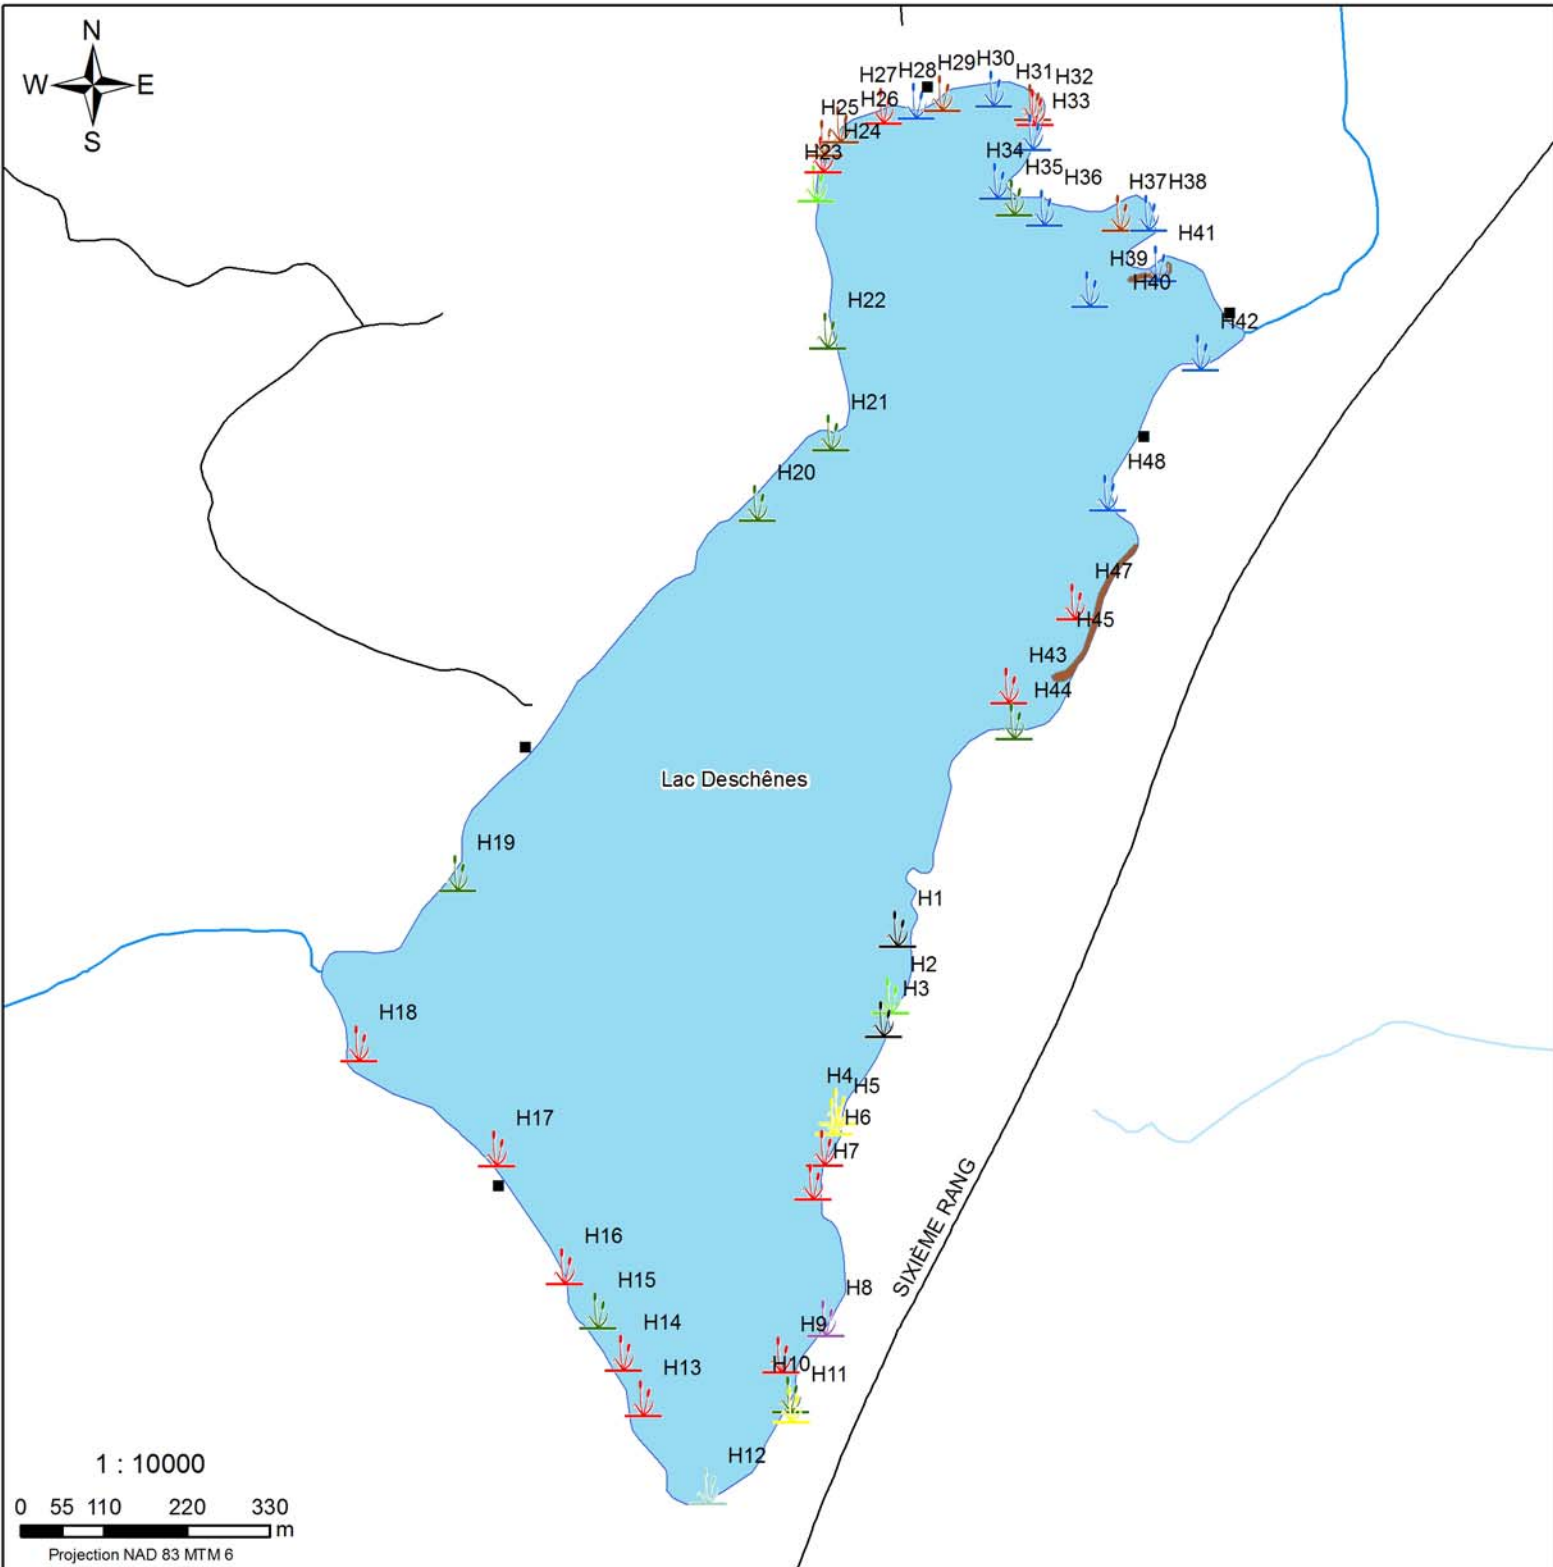 N
W E
S
H30
H29
H28
H27
H31 H32
H33
H26
H25
H24
H23
H34
H35
H36
H37 H38
H41
H39
H40
H22
H42
H21
H48
H20
H47
H45
H43
H44
Lac Deschênes
H19
H1
H2
H3
H18
H4
H5
H6
H17
H7
SIXIÈME RANG
H16
H15
H8
H14
H9
H13
H10
H11
H12
1 : 10000
0 55 110 220 330
m
Projection NAD 83 MTM 6